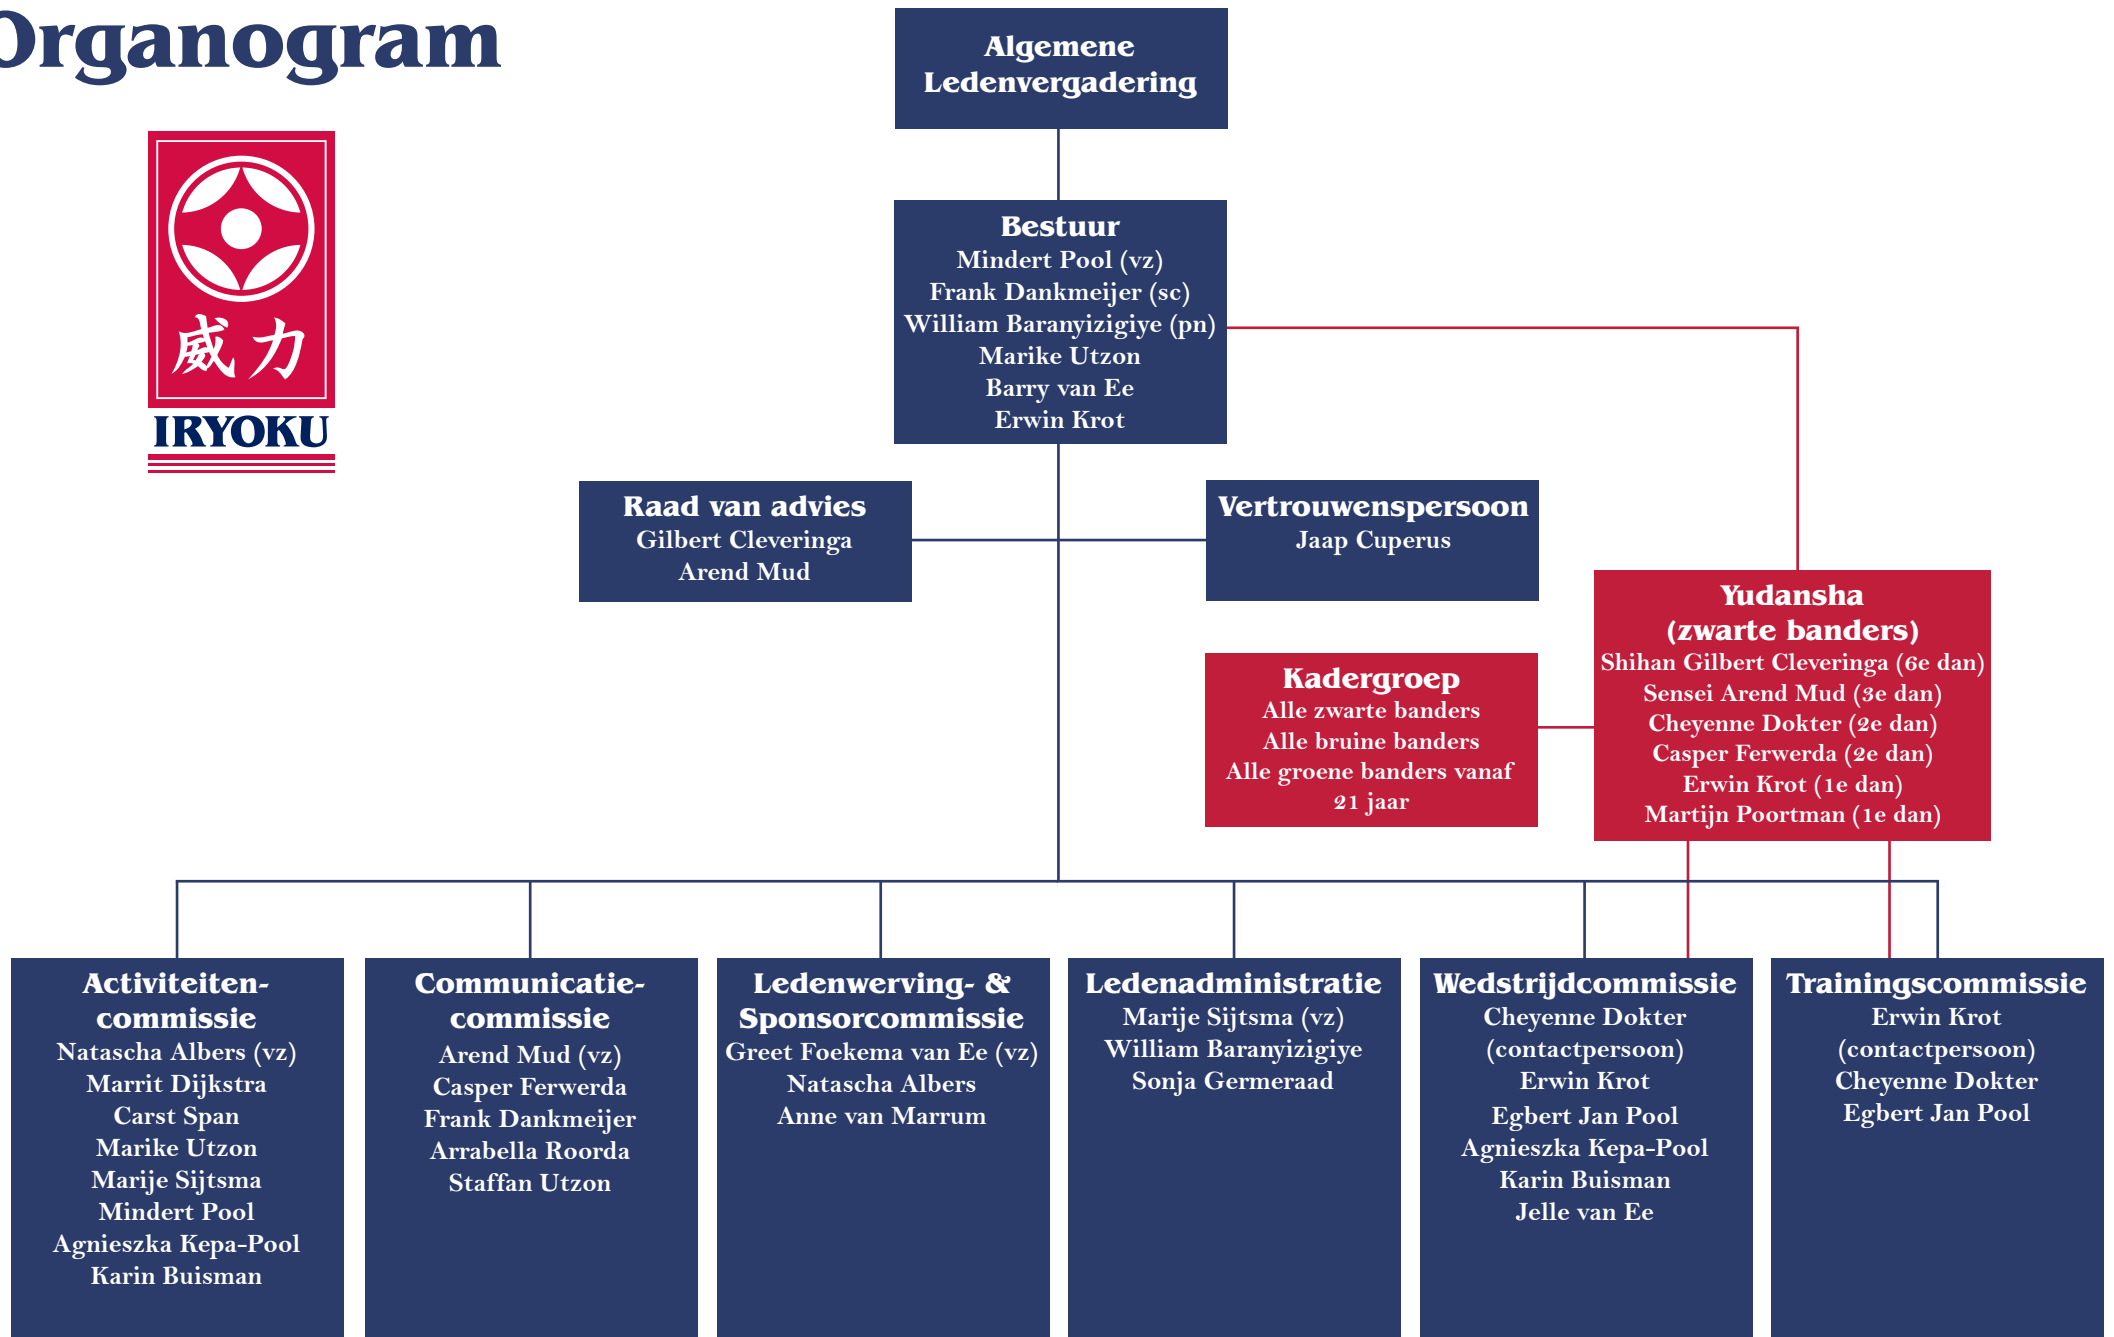 Organogram
威力
IRYOKU
Algemene
Ledenvergadering
Bestuur
Mindert Pool (vz)
Frank Dankmeijer (sc)
William Baranyizigiye (pn)
Marike Utzon
Barry van Ee
Erwin Krot
Raad van advies
Gilbert Cleveringa
Arend Mud
Vertrouwenspersoon
Jaap Cuperus
Yudansha
(zwarte banders)
Shihan Gilbert Cleveringa (6e dan)
Sensei Arend Mud (3e dan)
Cheyenne Dokter (2e dan)
Casper Ferwerda (2e dan)
Erwin Krot (1e dan)
Martijn Poortman (1e dan)
Kadergroep
Alle zwarte banders
Alle bruine banders
Alle groene banders vanaf
21 jaar
Activiteiten-
commissie
Natascha Albers (vz)
Marrit Dijkstra
Carst Span
Marike Utzon
Marije Sijtsma
Mindert Pool
Agnieszka Kepa-Pool
Karin Buisman
Communicatie-
commissie
Arend Mud (vz)
Casper Ferwerda
Frank Dankmeijer
Arrabella Roorda
Staffan Utzon
Ledenwerving- &
Sponsorcommissie
Greet Foekema van Ee (vz)
Natascha Albers
Anne van Marrum
Ledenadministratie
Marije Sijtsma (vz)
William Baranyizigiye
Sonja Germeraad
Wedstrijdcommissie
Cheyenne Dokter
(contactpersoon)
Erwin Krot
Egbert Jan Pool
Agnieszka Kepa-Pool
Karin Buisman
Jelle van Ee
Trainingscommissie
Erwin Krot
(contactpersoon)
Cheyenne Dokter
Egbert Jan Pool